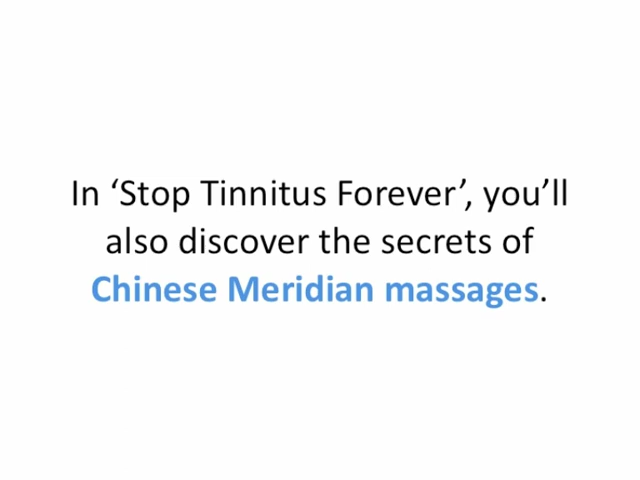 In ‘Stop Tinnitus Forever’, you’ll
also discover the secrets of
Chinese Meridian massages.